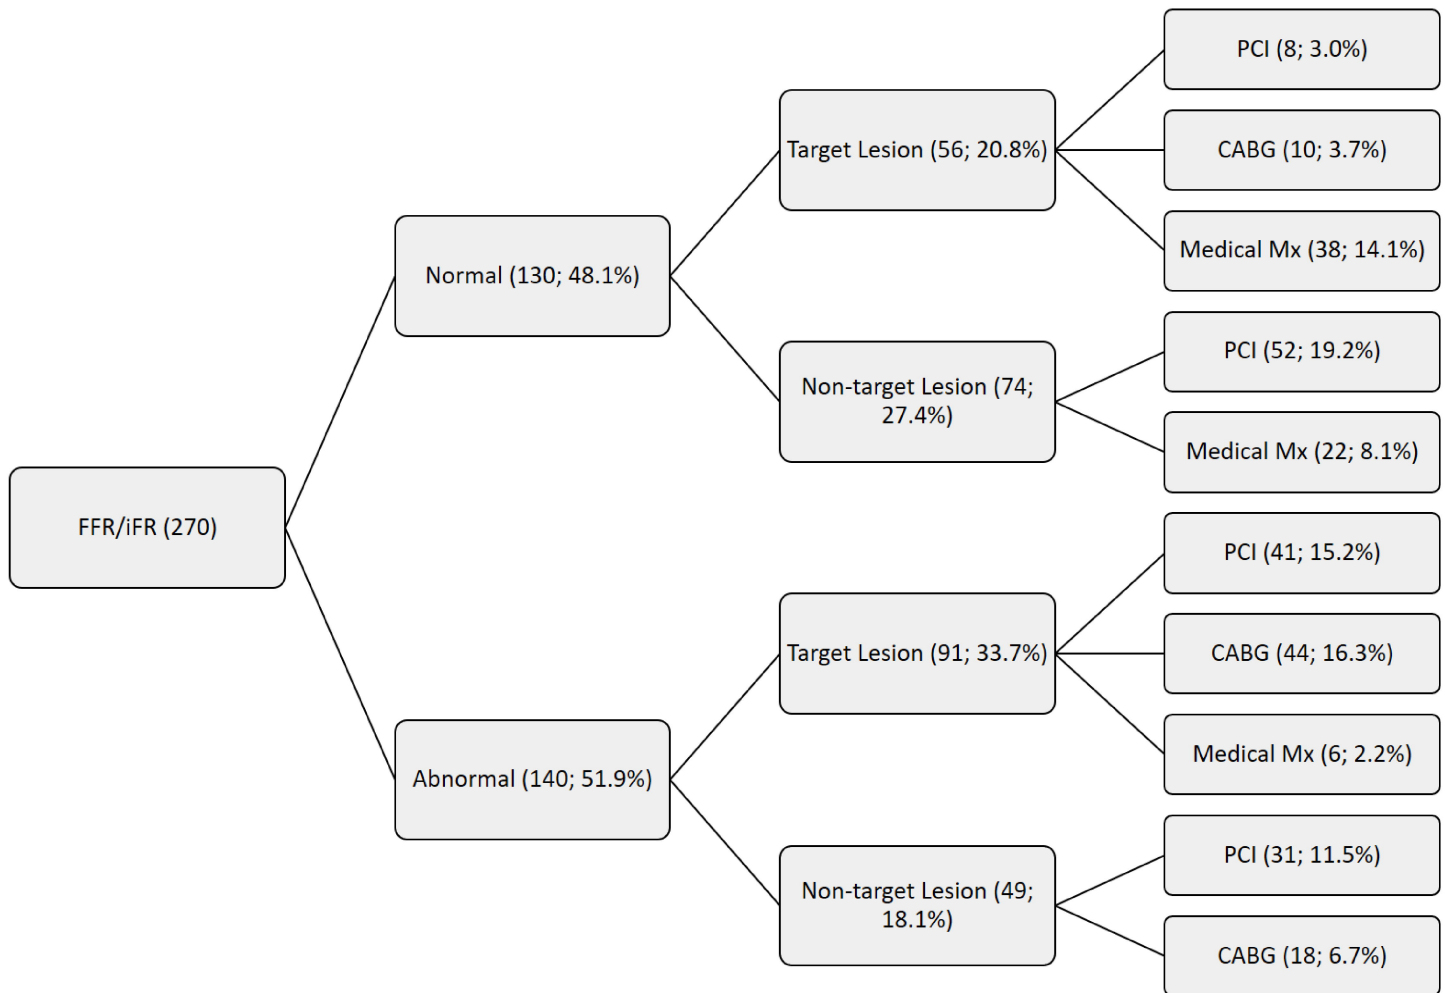 FFR/iFR (270)
Normal (130; 48.1%)
Target Lesion (56; 20.8%)
PCI (8; 3.0%)
CABG (10; 3.7%)
Medical Mx (38; 14.1%)
Non-target Lesion (74;
27.4%)
PCI (52; 19.2%)
Medical Mx (22; 8.1%)
Abnormal (140; 51.9%)
Target Lesion (91; 33.7%)
PCI (41; 15.2%)
CABG (44; 16.3%)
Medical Mx (6; 2.2%)
Non-target Lesion (49;
18.1%)
PCI (31; 11.5%)
CABG (18; 6.7%)